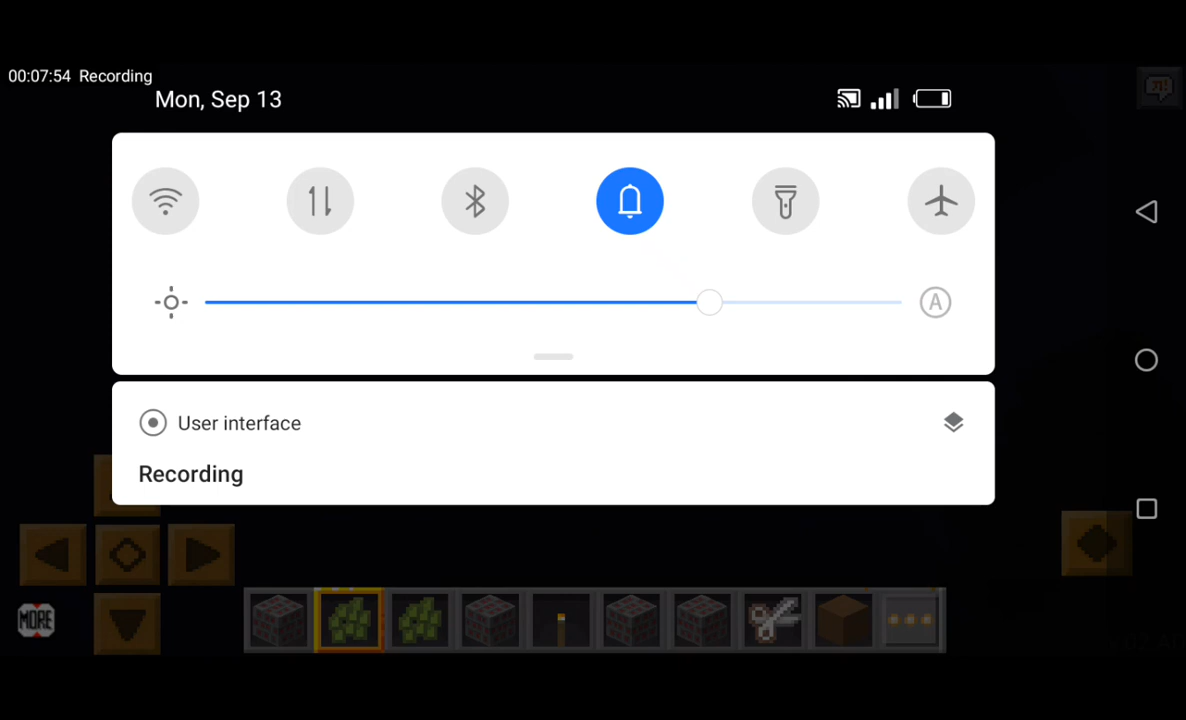 00:07:54 Recording
Mon, Sep 13
A
User interface
Recording
MORE